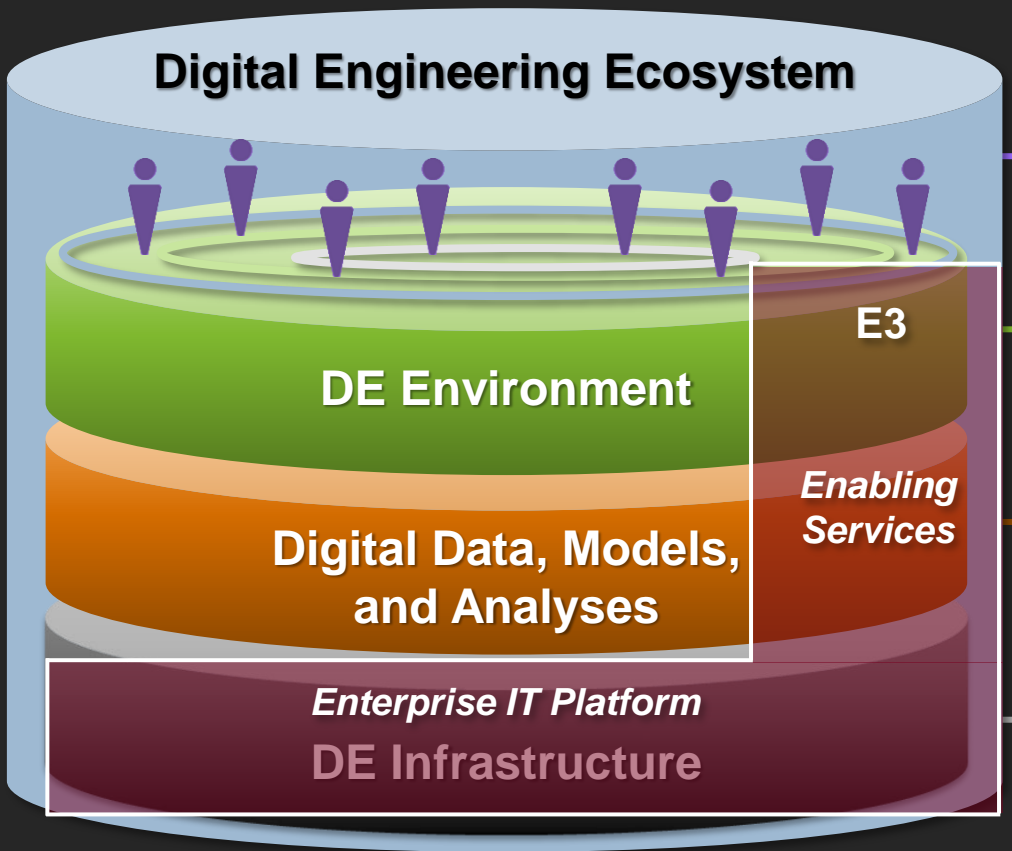 Digital Engineering Ecosystem
E3
DE Environment
Enabling
Services
Digital Data, Models,
and Analyses
Enterprise IT Platform
DE Infrastructure